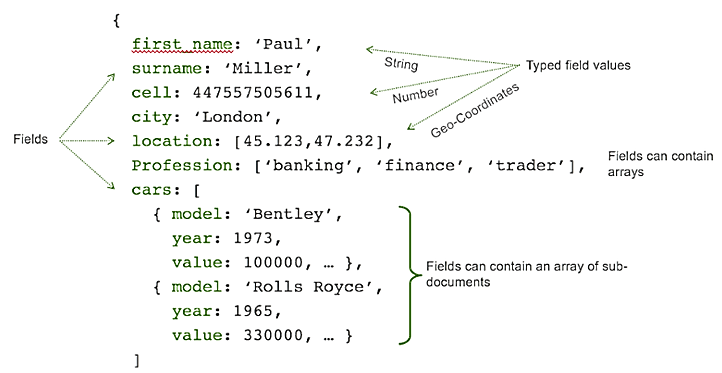 {
first_name: ‘Paul’,
surname: ‘Miller’,
cell: 447557505611,
city: ‘London’,
location: [45.123,47.232],
Profession: [‘banking’, ‘finance’, ‘trader’],
cars: [
{ model: ‘Bentley’,
year: 1973,
value: 100000, … },
{ model: ‘Rolls Royce’,
year: 1965,
value: 330000, … }
]
Fields
String
Number
Geo-Coordinates
Typed field values
Fields can contain
arrays
Fields can contain an array of sub-
documents